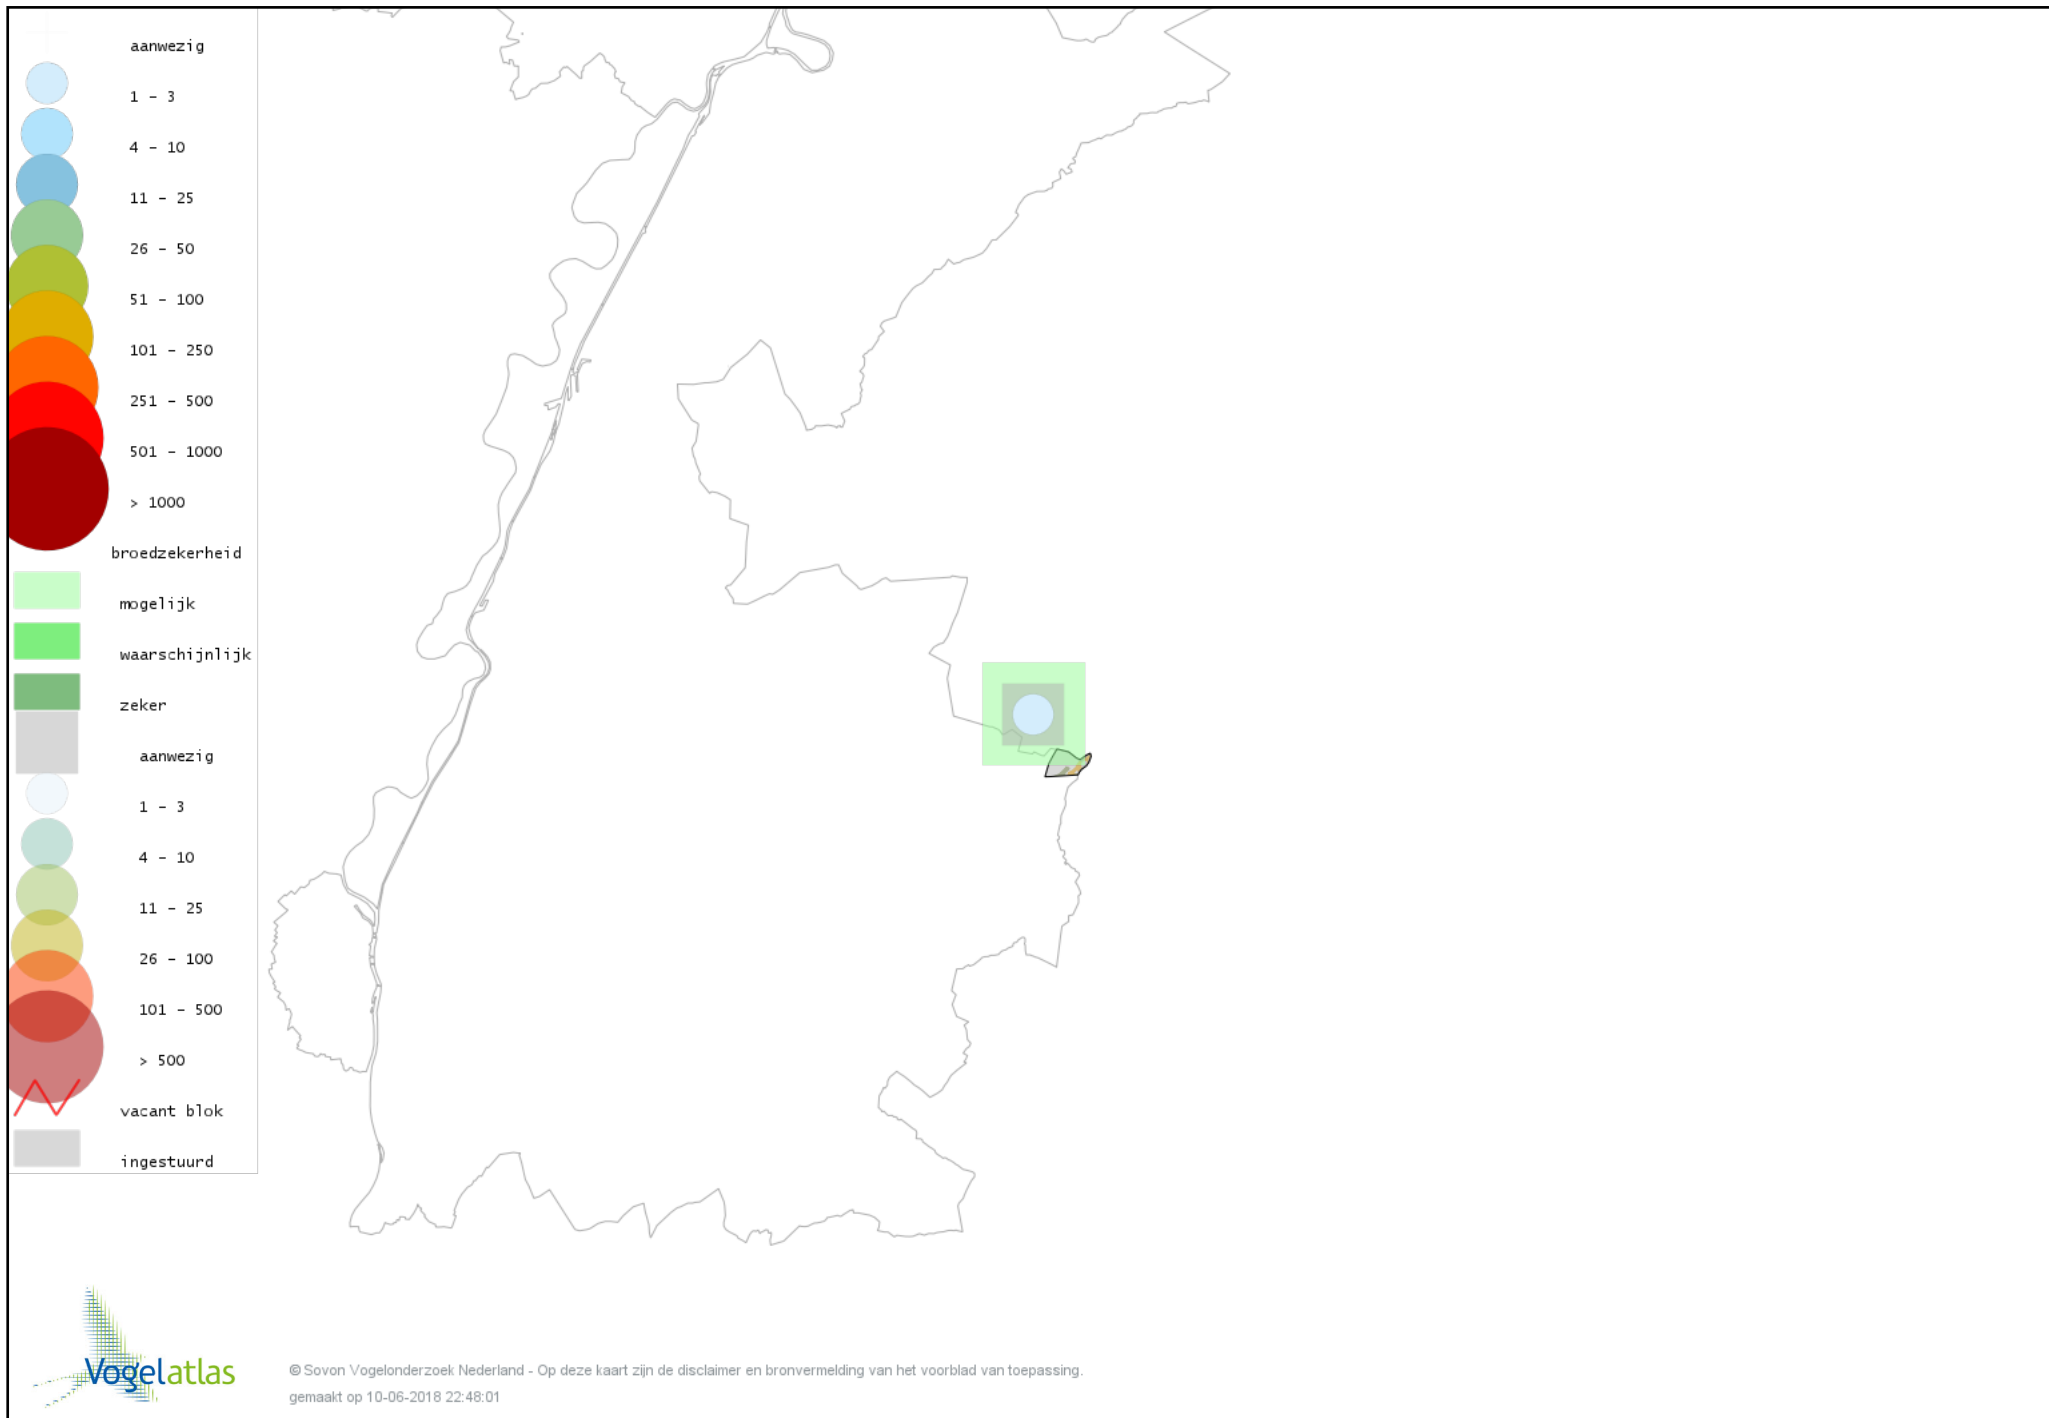 aanwezig
1 - 3
4 - 10
11 - 25
26 - 50
51 - 100
101 - 250
251 - 500
501 - 1000
> 1000
broedzekerheid
mogelijk
waarschijnlijk
zeker
aanwezig
1 - 3
4 - 10
11 - 25
26 - 100
101 - 500
> 500
vacant blok
ingestuurd
Vogelatlas
© Sovon Vogelonderzoek Nederland - Op deze kaart zijn de disclaimer en bronvermelding van het voorblad van toepassing.
gemaakt op 10-06-2018 22:48:01